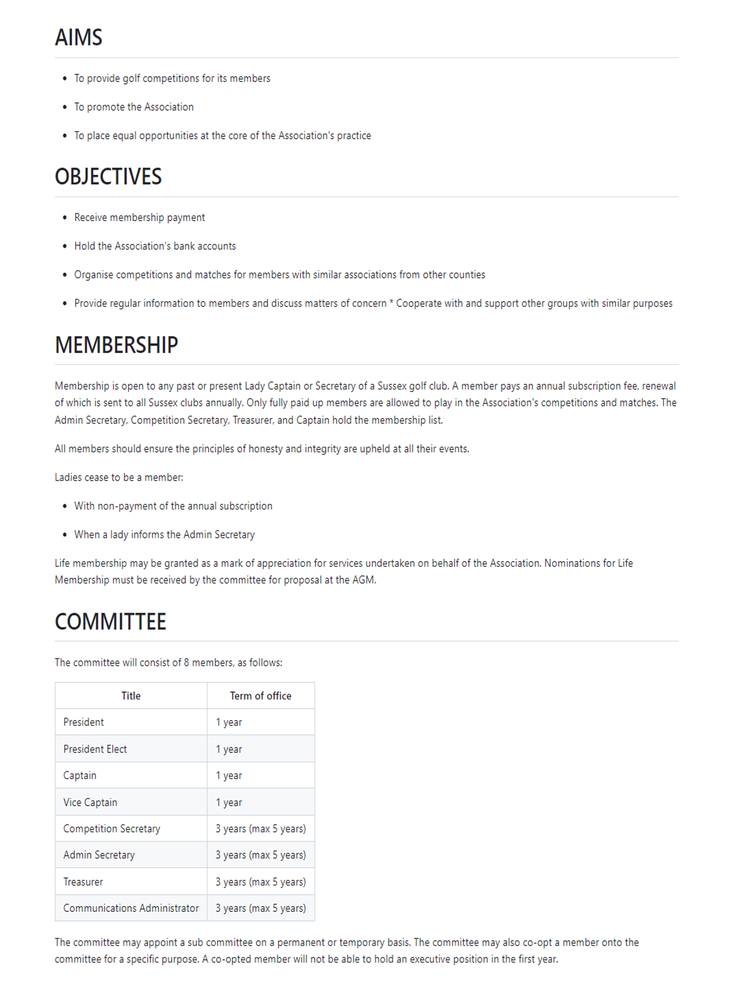 AIMS
• To provide golf competitions for its members
• To promote the Association
• To place equal opportunities at the core of the Association's practice
OBJECTIVES
• Receive membership payment
• Hold the Association's bank accounts
• Organise competitions and matches for members with similar associations from other counties
• Provide regular information to members and discuss matters of concern * Cooperate with and support other groups with similar purposes
MEMBERSHIP
Membership is open to any past or present Lady Captain or Secretary of a Sussex golf club. A member pays an annual subscription fee, renewal
of which is sent to all Sussex clubs annually. Only fully paid up members are allowed to play in the Association's competitions and matches. The
Admin Secretary, Competition Secretary, Treasurer, and Captain hold the membership list.
All members should ensure the principles of honesty and integrity are upheld at all their events.
Ladies cease to be a member:
• With non-payment of the annual subscription
• When a lady informs the Admin Secretary
Life membership may be granted as a mark of appreciation for services undertaken on behalf of the Association. Nominations for Life
Membership must be received by the committee for proposal at the AGM.
COMMITTEE
The committee will consist of 8 members, as follows:
Title Term of office
President 1 year
President Elect 1 year
Captain 1 year
Vice Captain 1 year
Competition Secretary 3 years (max 5 years)
Admin Secretary 3 years (max 5 years)
Treasurer 3 years (max 5 years)
Communications Administrator 3 years (max 5 years)
The committee may appoint a sub committee on a permanent or temporary basis. The committee may also co-opt a member onto the
committee for a specific purpose. A co-opted member will not be able to hold an executive position in the first year.